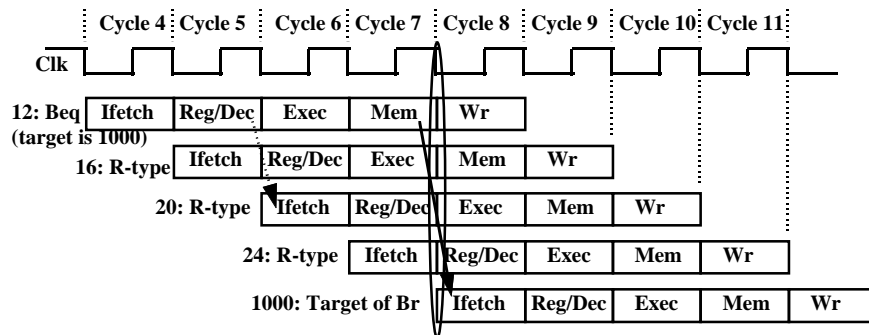 Cycle 4 Cycle 5 Cycle 6 Cycle 7 Cycle 8 Cycle 9 Cycle 10 Cycle 11
Clk
12: Beq Ifetch Reg/Dec Exec Mem Wr
(target is 1000)
16: R-type Ifetch Reg/Dec Exec Mem Wr
20: R-type Ifetch Reg/Dec Exec Mem Wr
24: R-type Ifetch Reg/Dec Exec Mem Wr
1000: Target of Br Ifetch Reg/Dec Exec Mem Wr